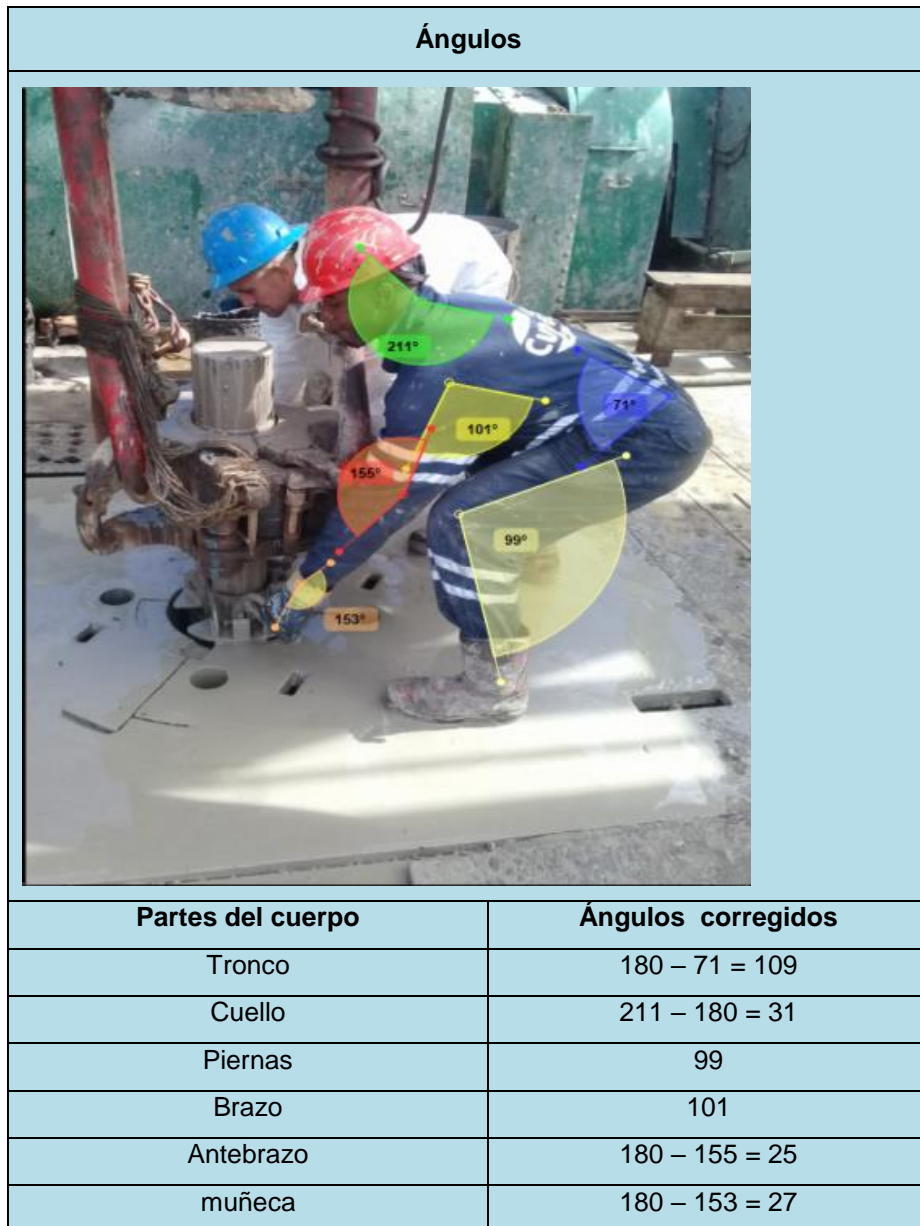 Ángulos
211°
71°
101°
155°
99°
153°
Partes del cuerpo Ángulos corregidos
Tronco 180 – 71 = 109
Cuello 211 – 180 = 31
Piernas 99
Brazo 101
Antebrazo 180 – 155 = 25
muñeca 180 – 153 = 27